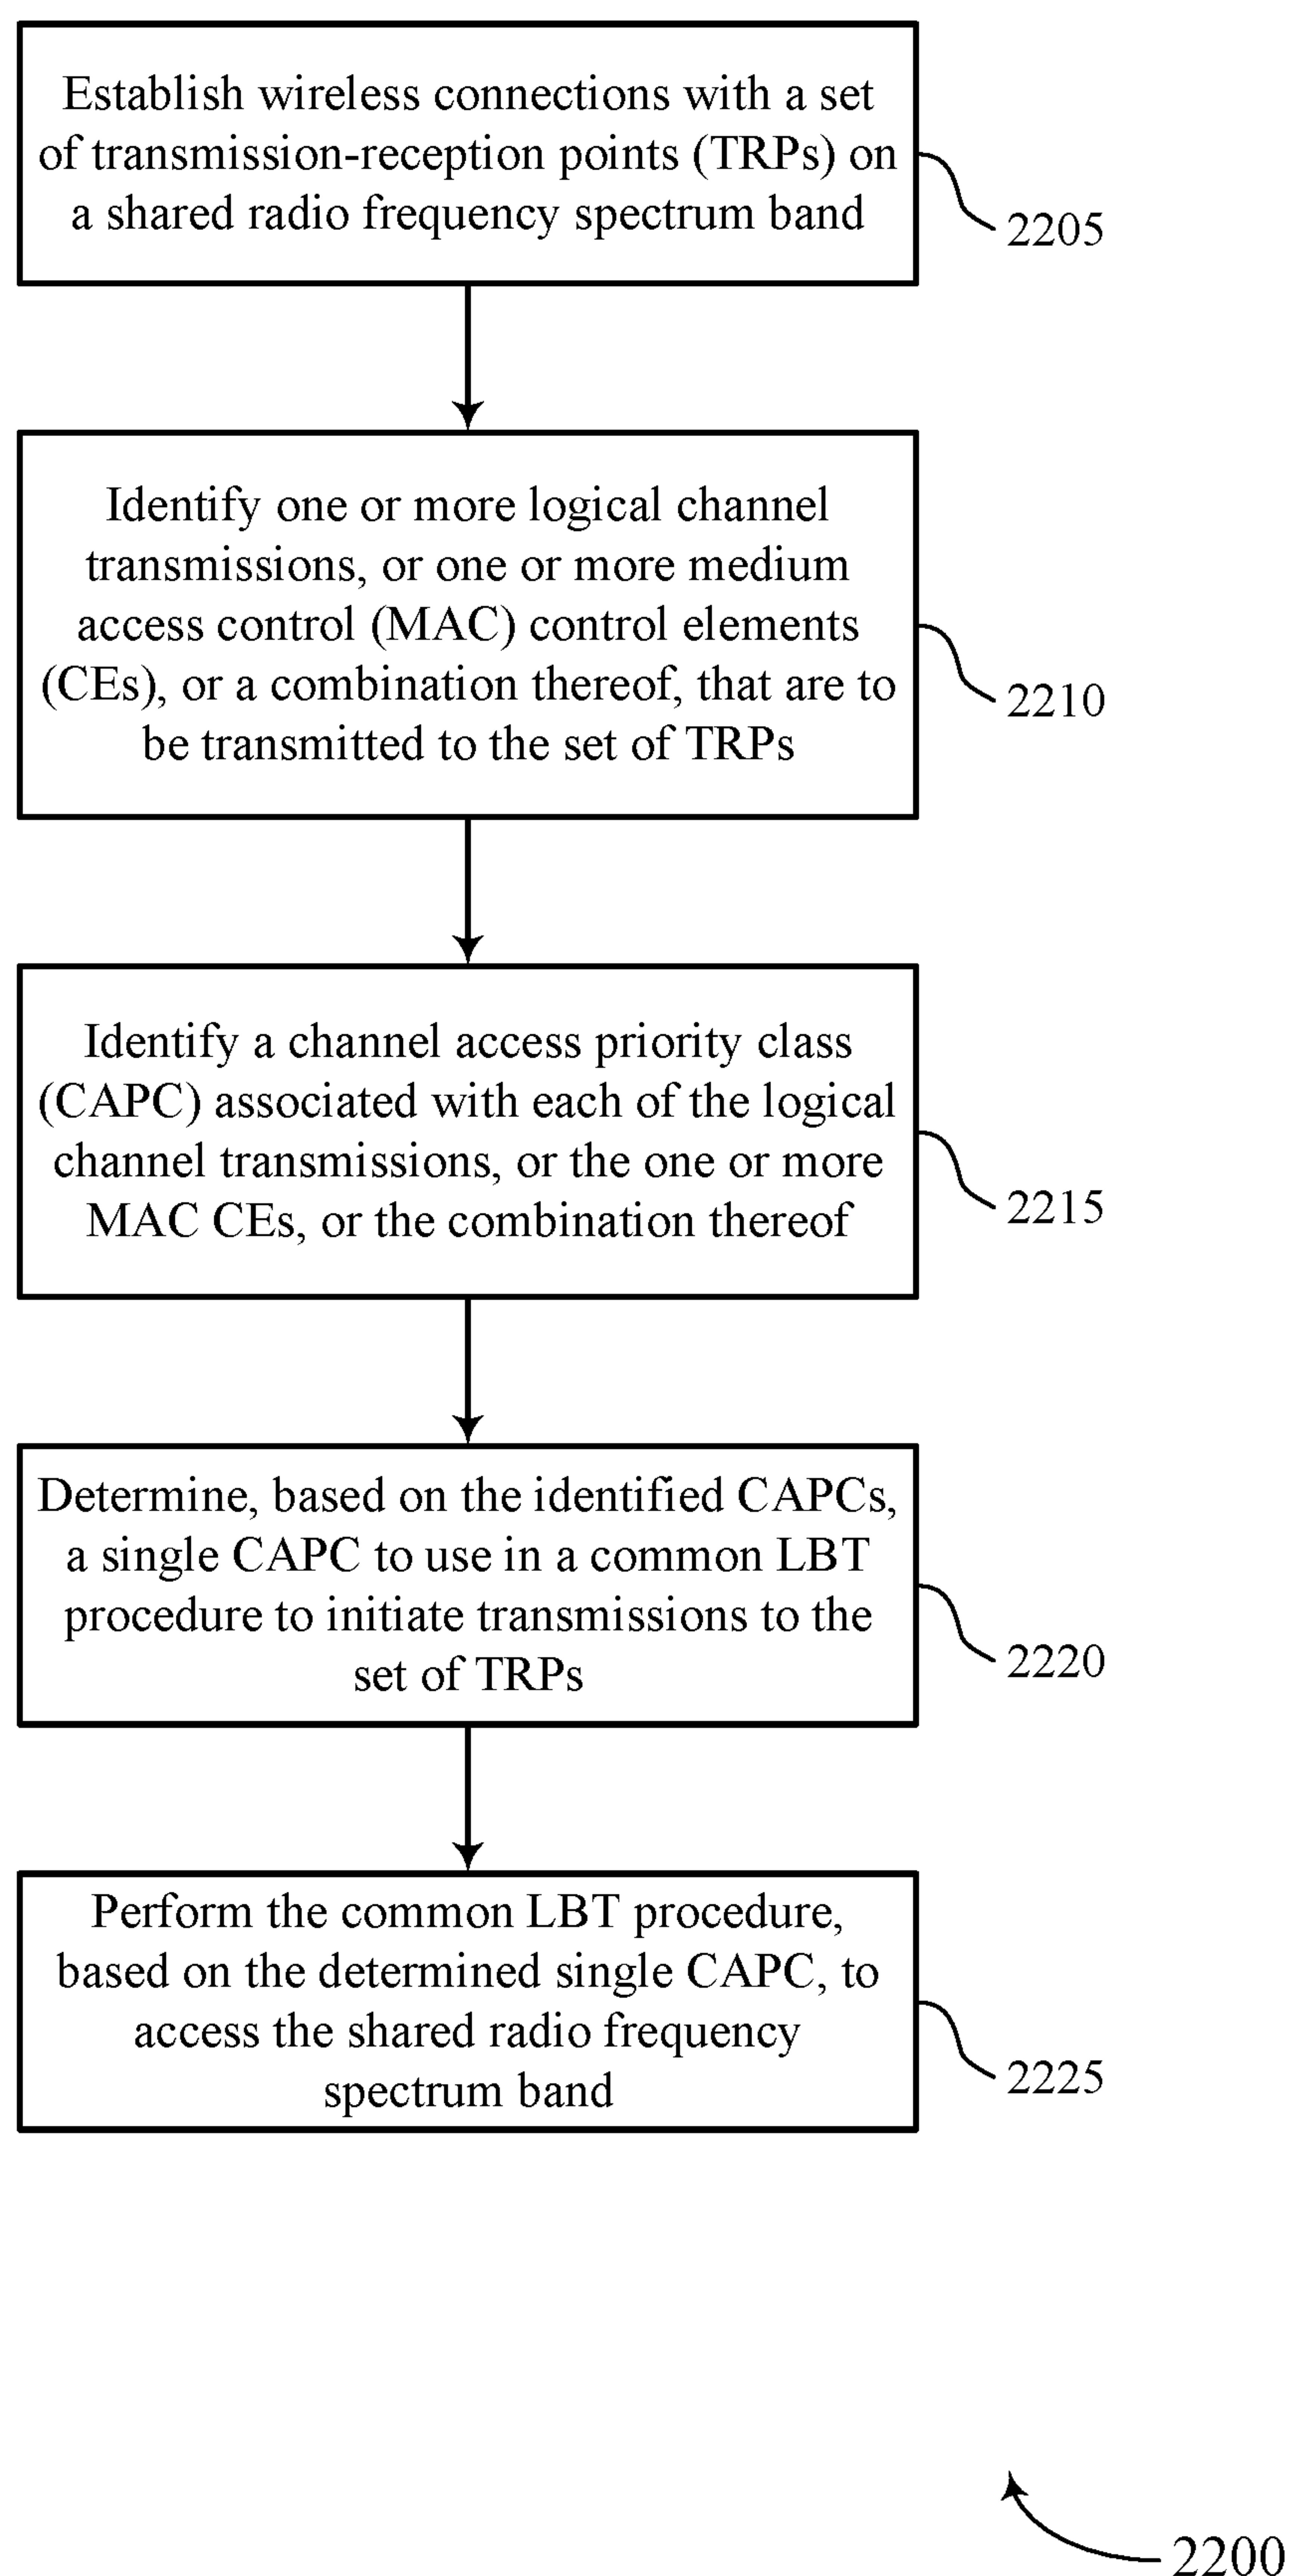 Establish wireless connections with a set
of transmission-reception points (TRPs) on
a shared radio frequency spectrum band
2205
Identify one or more logical channel
transmissions, or one or more medium
access control (MAC) control elements
(CEs), or a combination thereof, that are to
be transmitted to the set of TRPs
2210
Identify a channel access priority class
(CAPC) associated with each of the logical
channel transmissions, or the one or more
MAC CEs, or the combination thereof
2215
Determine, based on the identified CAPCs,
a single CAPC to use in a common LBT
procedure to initiate transmissions to the
set of TRPs
2220
Perform the common LBT procedure,
based on the determined single CAPC, to
access the shared radio frequency
spectrum band
2225
2200